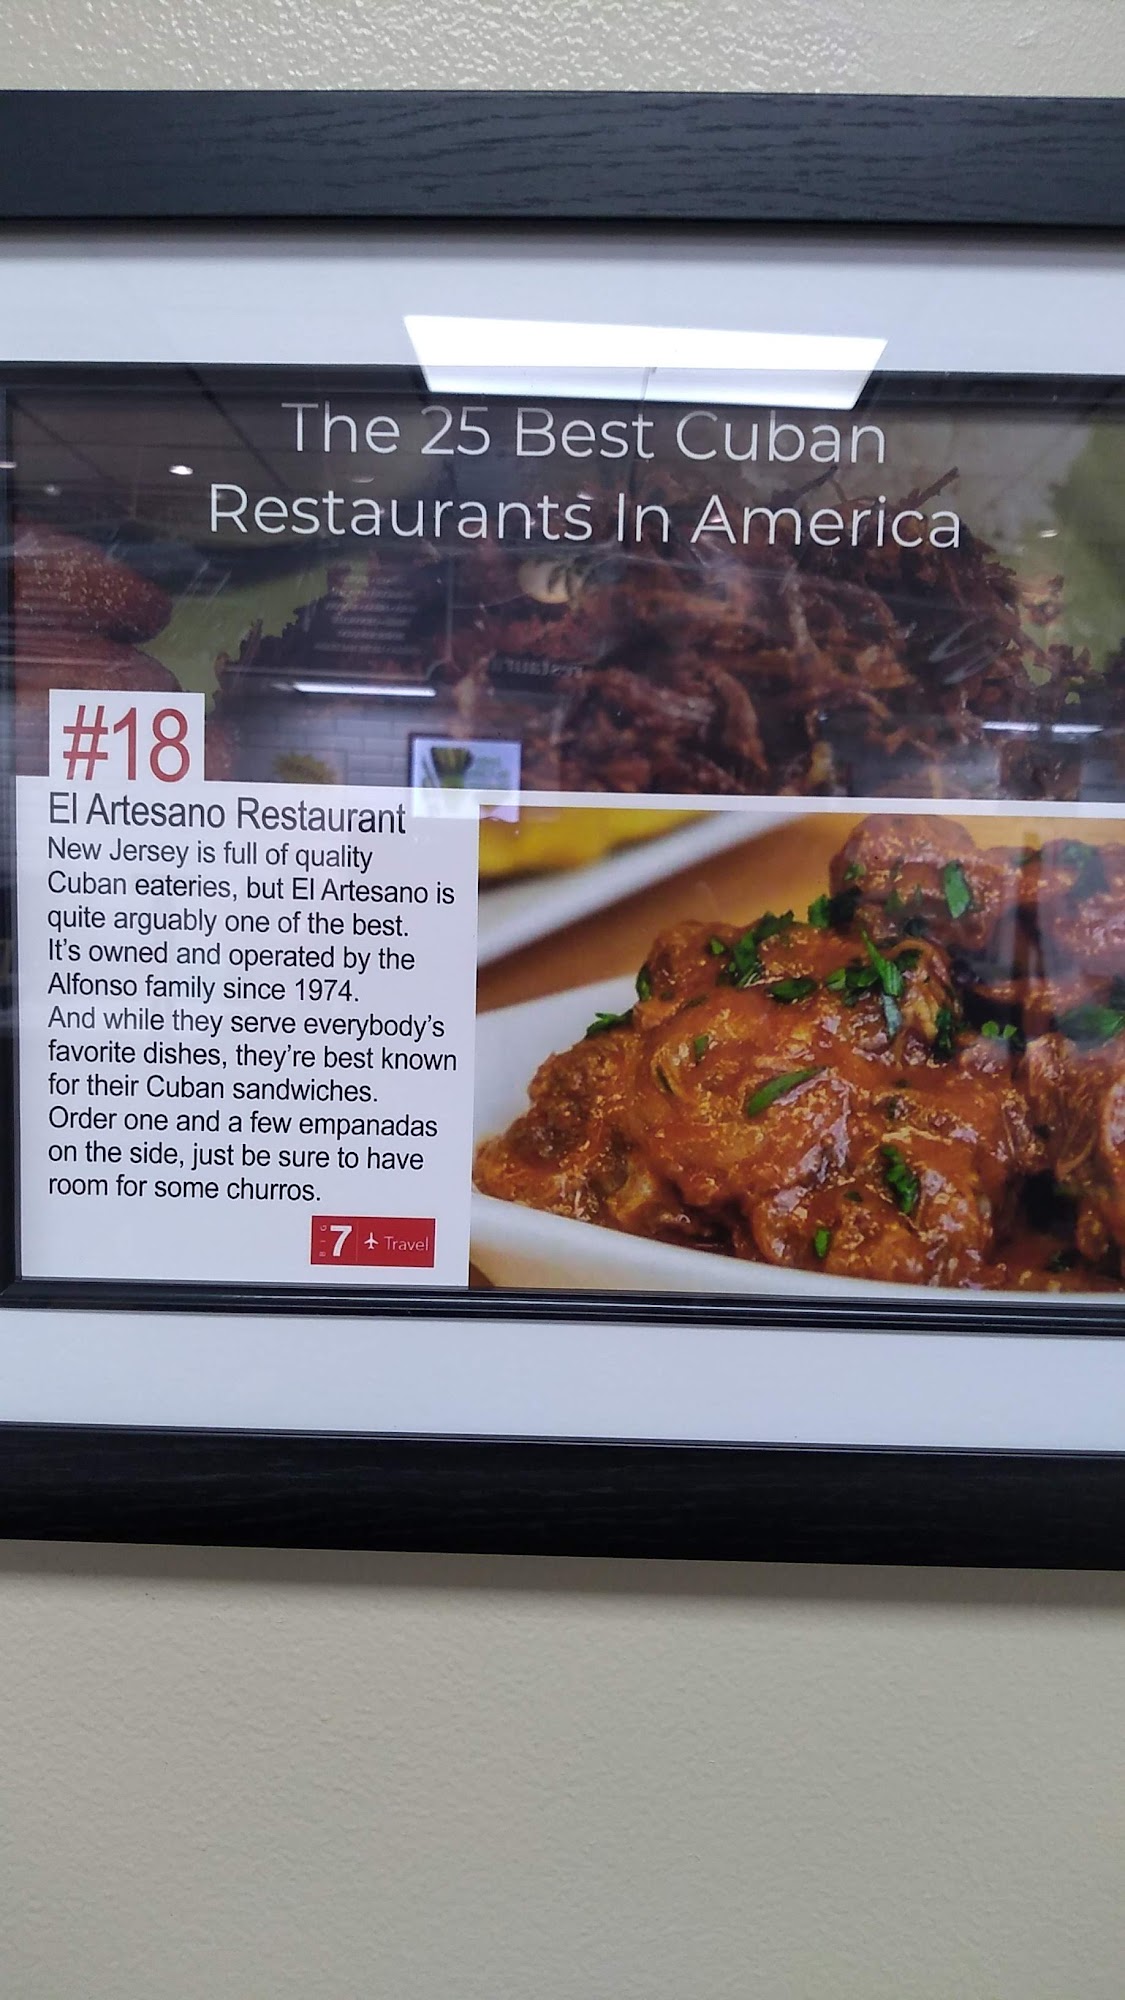 The 25 Best Cuban
Restaurants In America
#18
El Artesano Restaurant
New Jersey is full of quality
Cuban eateries, but El Artesano is
quite arguably one of the best.
It's owned and operated by the
Alfonso family since 1974.
And while they serve everybody's
favorite dishes, they're best known
for their Cuban sandwiches.
Order one and a few empanadas
on the side, just be sure to have
room for some churros.
7 Travel